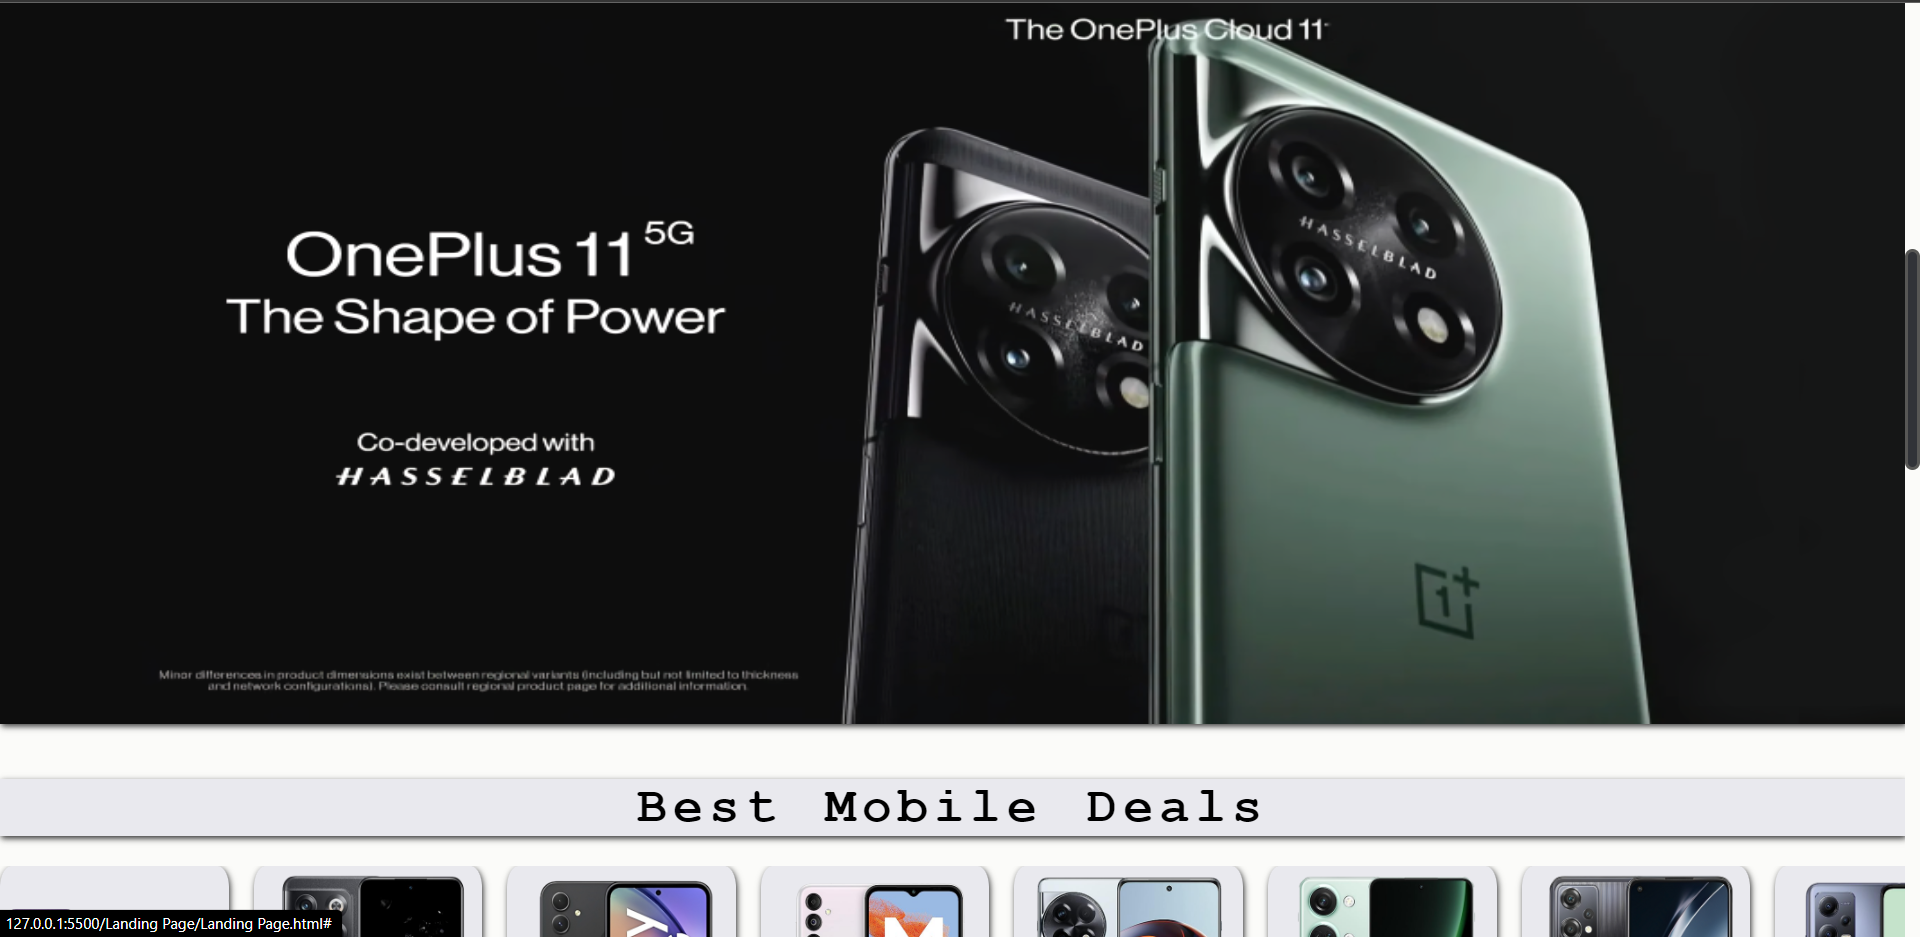 The OnePlus Cloud 11
OnePlus 11 5G
The Shape of Power
HASSELBLAD
HASSELBLAD
Co-developed with
HASSELBLAD
Minor differences in product dimensions exist between regional variants (including but not limited to thickness
and network configurations). Please consult regional product page for additional information.
Best Mobile Deals
127.0.0.1:5500/Landing Page/Landing Page.html#